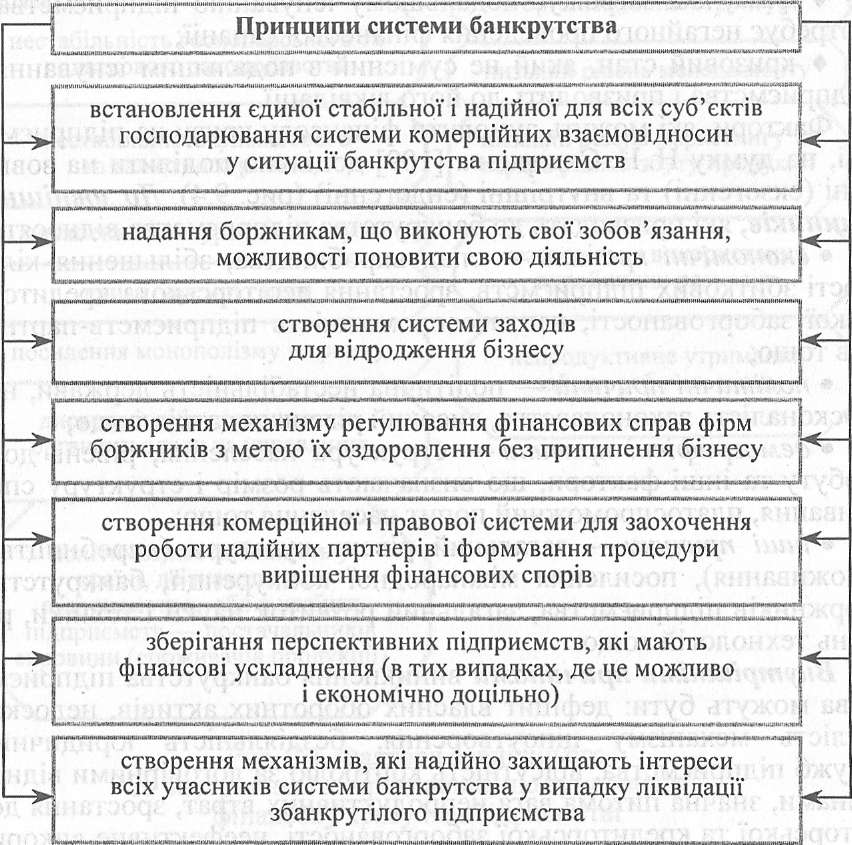 Принципи системи банкрутства
встановлення єдиної стабільної і надійної для всіх суб’єктів
господарювання системи комерційних взаємовідносин
у ситуації банкрутства підприємств
надання боржникам, що виконують свої зобов’язання,
можливості поновити свою діяльність
створення системи заходів
для відродження бізнесу
створення механізму регулювання фінансових справ фірм
боржників з метою їх оздоровлення без припинення бізнесу
створення комерційної і правової системи для заохочення
роботи надійних партнерів і формування процедури
вирішення фінансових спорів
зберігання перспективних підприємств, які мають
фінансові ускладнення (в тих випадках, де це можливо
і економічно доцільно)
створення механізмів, які надійно захищають інтереси
всіх учасників системи банкрутства у випадку ліквідації
збанкрутілого підприємства